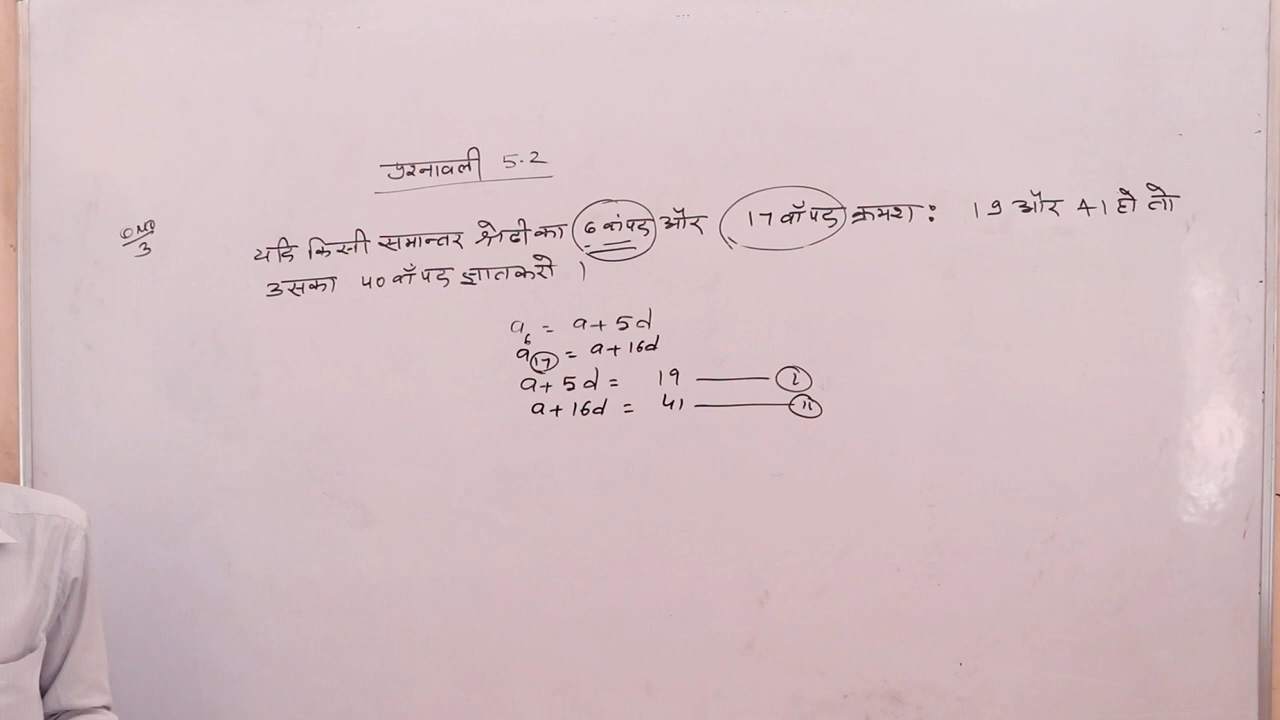 प्रश्नावली 5.2
QNO 3
यदि किसी समान्तर श्रेढी का 6 वां पद और 17 वाँ पद क्रमश: 19 और 41 हो तो
उसका 40 वाँ पद ज्ञात करो ।
a₆ = a + 5d
a₁₇ = a + 16d
a + 5d = 19 —— (i)
a + 16d = 41 —— (ii)